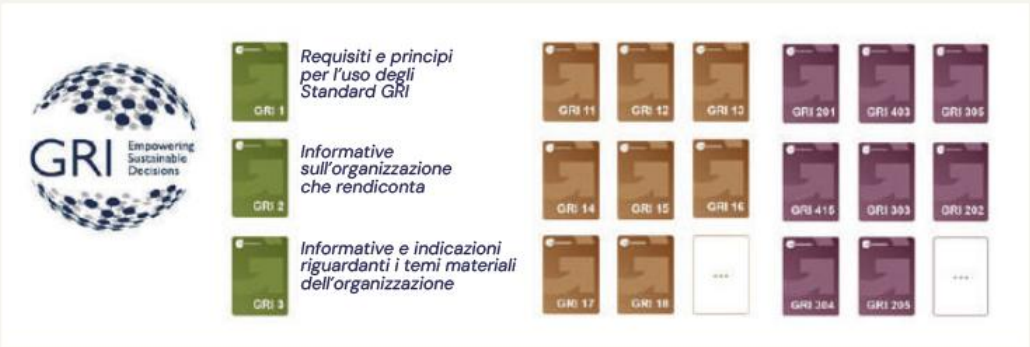 GRI
Empowering
Sustainable
Decisions
GRI 1
Requisiti e principi
per l'uso degli
Standard GRI
GRI 2
Informative
sull'organizzazione
che rendiconta
GRI 3
Informative e indicazioni
riguardanti i temi materiali
dell'organizzazione
GRI 11
GRI 12
GRI 13
GRI 14
GRI 15
GRI 16
GRI 17
GRI 18
...
GRI 201
GRI 403
GRI 305
GRI 415
GRI 303
GRI 202
GRI 304
GRI 205
...